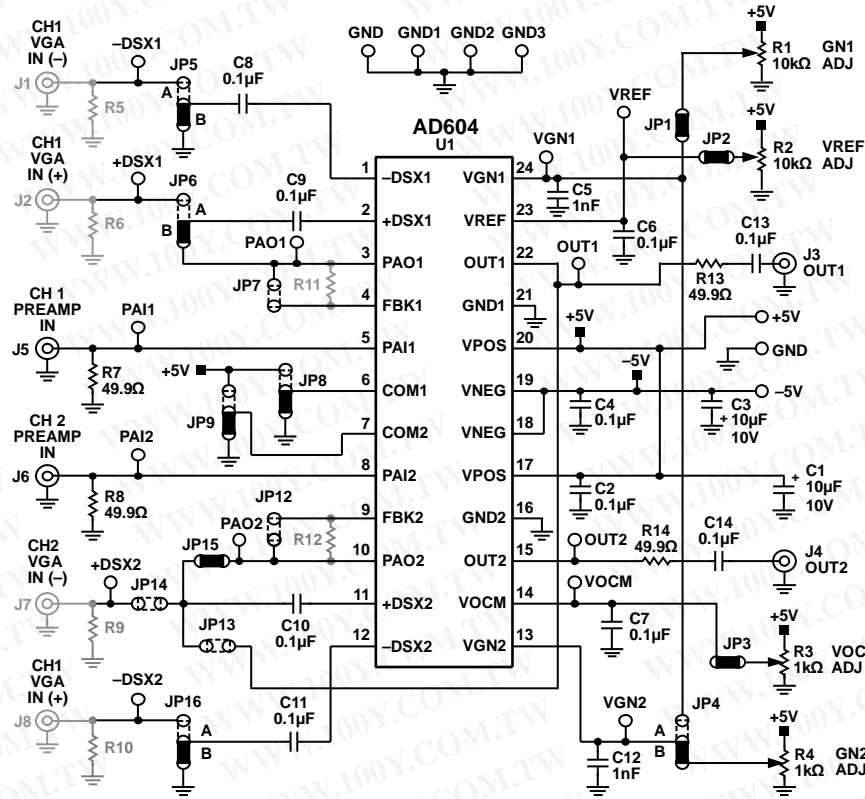 CH1
VGA
IN (–)
–DSX1
JP5
C8
0.1µF
GND
GND1
GND2
GND3
+5V
R1
10kΩ
GN1
ADJ
J1
R5
A
B
VREF
JP1
+5V
JP2
R2
10kΩ
VREF
ADJ
CH1
VGA
IN (+)
+DSX1
JP6
C9
0.1µF
AD604
U1
VGN1
J2
R6
A
B
PAO1
1
–DSX1
VGN1
24
C5
1nF
2
+DSX1
VREF
23
C6
0.1µF
C13
0.1µF
J3
OUT1
3
PAO1
OUT1
22
OUT1
R13
49.9Ω
JP7
R11
4
FBK1
GND1
21
CH 1
PREAMP
IN
PAI1
J5
5
PAI1
VPOS
20
+5V
+5V
GND
R7
49.9Ω
+5V
JP8
JP9
6
COM1
VNEG
19
–5V
–5V
C4
0.1µF
C3
+
10µF
10V
7
COM2
VNEG
18
CH 2
PREAMP
IN
PAI2
J6
8
PAI2
VPOS
17
C2
0.1µF
+
C1
10µF
10V
R8
49.9Ω
JP12
R12
9
FBK2
GND2
16
CH2
VGA
IN (–)
+DSX2
JP14
JP15
PAO2
10
PAO2
OUT2
15
OUT2
R14
49.9Ω
C14
0.1µF
J4
OUT2
J7
R9
C10
0.1µF
11
+DSX2
VOCM
14
VOCM
C7
0.1µF
JP13
12
–DSX2
VGN2
13
JP3
+5V
R3
1kΩ
VOC
ADJ
CH1
VGA
IN (+)
–DSX2
JP16
C11
0.1µF
J8
R10
A
B
VGN2
C12
1nF
JP4
A
B
+5V
R4
1kΩ
GN2
ADJ
WWW.100Y.COM.TW